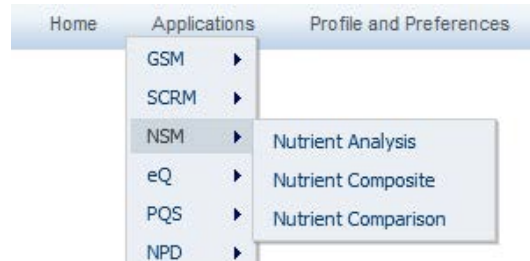 Home Applications Profile and Preferences
GSM
SCRM
NSM Nutrient Analysis
eQ Nutrient Composite
PQS Nutrient Comparison
NPD